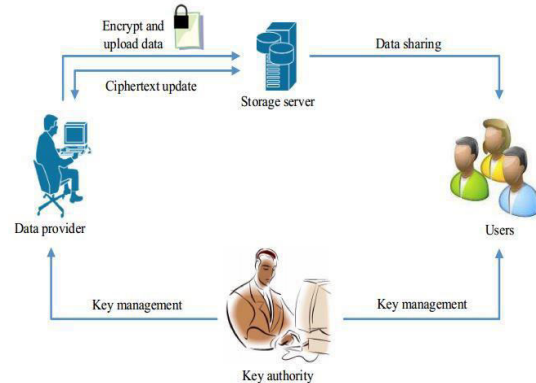 Encrypt and
upload data
Data sharing
Ciphertext update
Storage server
Data provider
Users
Key management
Key management
Key authority